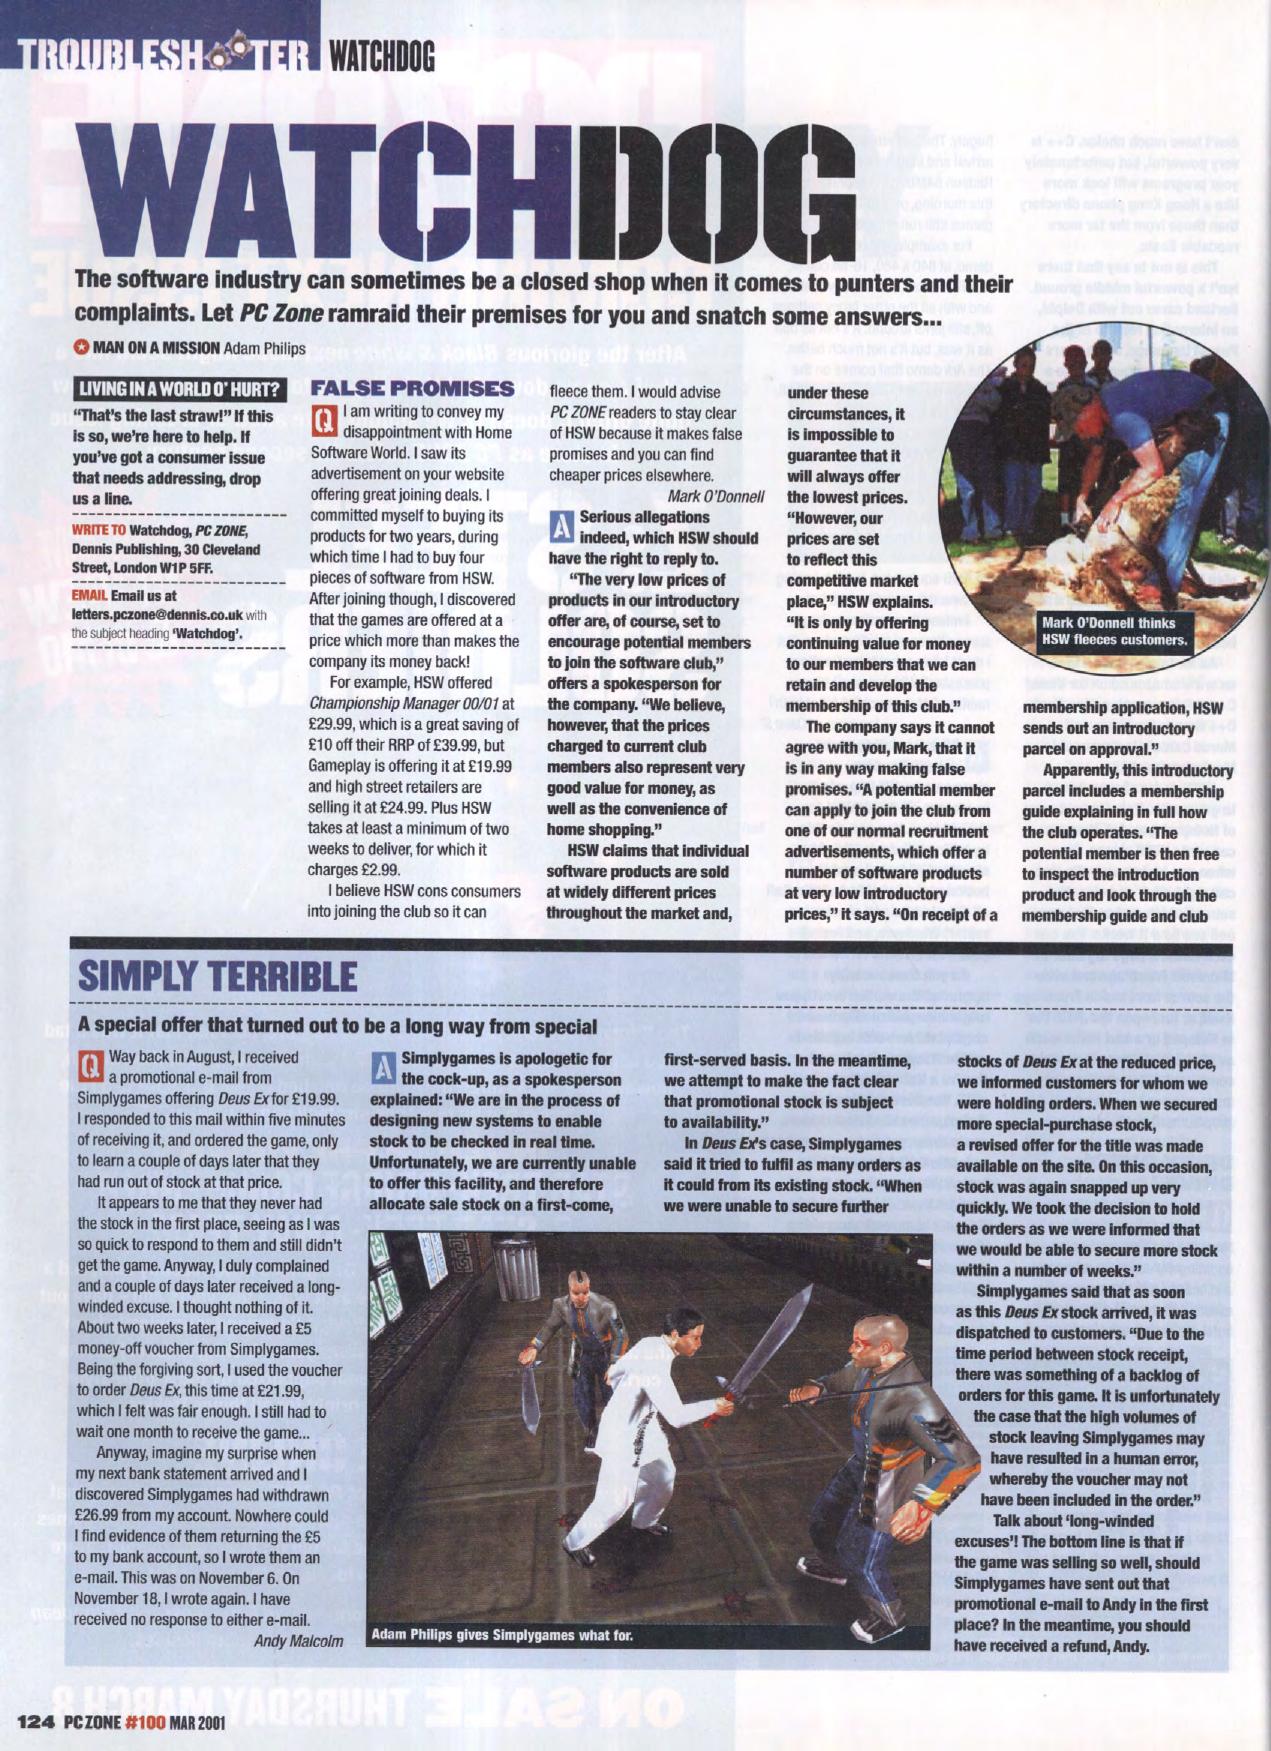 TROUBLESHOOTER WATCHDOG
WATCHDOG
The software industry can sometimes be a closed shop when it comes to punters and their
complaints. Let PC Zone ramraid their premises for you and snatch some answers...
MAN ON A MISSION Adam Philips
LIVING IN A WORLD O' HURT?
“That's the last straw!” If this
is so, we're here to help. If
you've got a consumer issue
that needs addressing, drop
us a line.
WRITE TO Watchdog, PC ZONE,
Dennis Publishing, 30 Cleveland
Street, London W1P 5FF.
EMAIL Email us at
letters.pczone@dennis.co.uk with
the subject heading ‘Watchdog’.
FALSE PROMISES
Q I am writing to convey my
disappointment with Home
Software World. I saw its
advertisement on your website
offering great joining deals. I
committed myself to buying its
products for two years, during
which time I had to buy four
pieces of software from HSW.
After joining though, I discovered
that the games are offered at a
price which more than makes the
company its money back!
For example, HSW offered
Championship Manager 00/01 at
£29.99, which is a great saving of
£10 off their RRP of £39.99, but
Gameplay is offering it at £19.99
and high street retailers are
selling it at £24.99. Plus HSW
takes at least a minimum of two
weeks to deliver, for which it
charges £2.99.
I believe HSW cons consumers
into joining the club so it can
fleece them. I would advise
PC ZONE readers to stay clear
of HSW because it makes false
promises and you can find
cheaper prices elsewhere.
Mark O'Donnell
A Serious allegations
indeed, which HSW should
have the right to reply to.
“The very low prices of
products in our introductory
offer are, of course, set to
encourage potential members
to join the software club,”
offers a spokesperson for
the company. “We believe,
however, that the prices
charged to current club
members also represent very
good value for money, as
well as the convenience of
home shopping.”
HSW claims that individual
software products are sold
at widely different prices
throughout the market and,
under these
circumstances, it
is impossible to
guarantee that it
will always offer
the lowest prices.
“However, our
prices are set
to reflect this
competitive market
place,” HSW explains.
“It is only by offering
continuing value for money
to our members that we can
retain and develop the
membership of this club.”
The company says it cannot
agree with you, Mark, that it
is in any way making false
promises. “A potential member
can apply to join the club from
one of our normal recruitment
advertisements, which offer a
number of software products
at very low introductory
prices,” it says. “On receipt of a
Mark O'Donnell thinks
HSW fleeces customers.
membership application, HSW
sends out an introductory
parcel on approval.”
Apparently, this introductory
parcel includes a membership
guide explaining in full how
the club operates. “The
potential member is then free
to inspect the introduction
product and look through the
membership guide and club
SIMPLY TERRIBLE
A special offer that turned out to be a long way from special
Q Way back in August, I received
a promotional e-mail from
Simplygames offering Deus Ex for £19.99.
I responded to this mail within five minutes
of receiving it, and ordered the game, only
to learn a couple of days later that they
had run out of stock at that price.
It appears to me that they never had
the stock in the first place, seeing as I was
so quick to respond to them and still didn't
get the game. Anyway, I duly complained
and a couple of days later received a long-
winded excuse. I thought nothing of it.
About two weeks later, I received a £5
money-off voucher from Simplygames.
Being the forgiving sort, I used the voucher
to order Deus Ex, this time at £21.99,
which I felt was fair enough. I still had to
wait one month to receive the game...
Anyway, imagine my surprise when
my next bank statement arrived and I
discovered Simplygames had withdrawn
£26.99 from my account. Nowhere could
I find evidence of them returning the £5
to my bank account, so I wrote them an
e-mail. This was on November 6. On
November 18, I wrote again. I have
received no response to either e-mail.
Andy Malcolm
A Simplygames is apologetic for
the cock-up, as a spokesperson
explained: “We are in the process of
designing new systems to enable
stock to be checked in real time.
Unfortunately, we are currently unable
to offer this facility, and therefore
allocate sale stock on a first-come,
first-served basis. In the meantime,
we attempt to make the fact clear
that promotional stock is subject
to availability.”
In Deus Ex's case, Simplygames
said it tried to fulfil as many orders as
it could from its existing stock. “When
we were unable to secure further
Adam Philips gives Simplygames what for.
stocks of Deus Ex at the reduced price,
we informed customers for whom we
were holding orders. When we secured
more special-purchase stock,
a revised offer for the title was made
available on the site. On this occasion,
stock was again snapped up very
quickly. We took the decision to hold
the orders as we were informed that
we would be able to secure more stock
within a number of weeks.”
Simplygames said that as soon
as this Deus Ex stock arrived, it was
dispatched to customers. “Due to the
time period between stock receipt,
there was something of a backlog of
orders for this game. It is unfortunately
the case that the high volumes of
stock leaving Simplygames may
have resulted in a human error,
whereby the voucher may not
have been included in the order.”
Talk about ‘long-winded
excuses’! The bottom line is that if
the game was selling so well, should
Simplygames have sent out that
promotional e-mail to Andy in the first
place? In the meantime, you should
have received a refund, Andy.
124 PC ZONE #100 MAR 2001